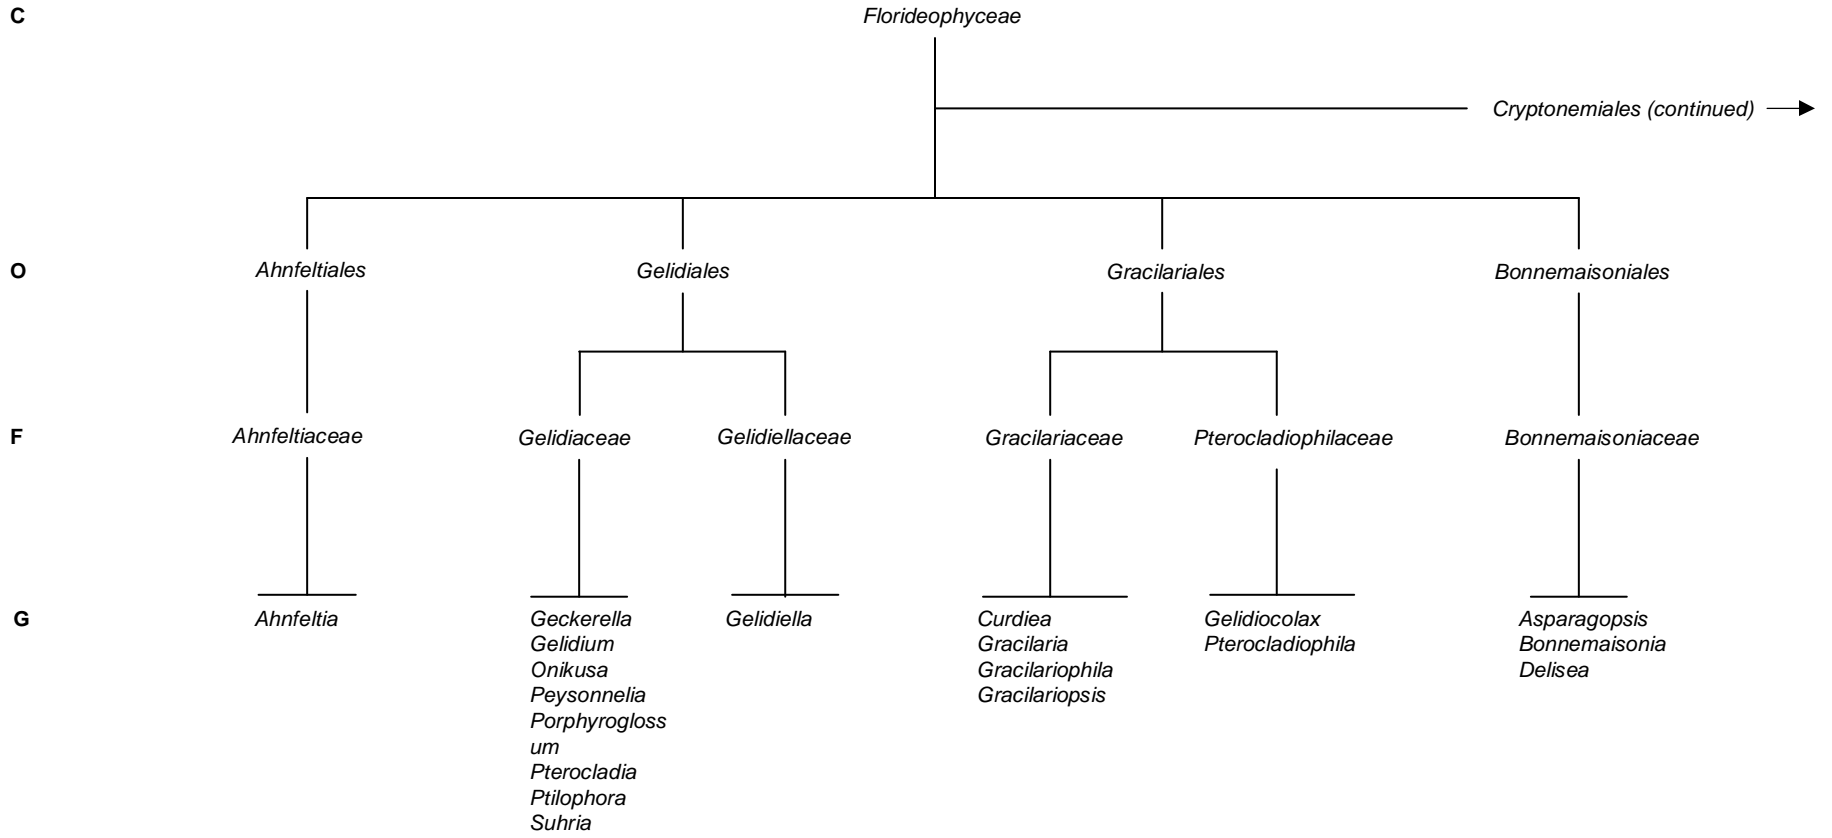 C
Florideophyceae
Cryptonemiales (continued)
O
Ahnfeltiales
Gelidiales
Gracilariales
Bonnemaisoniales
F
Ahnfeltiaceae
Gelidiaceae
Gelidiellaceae
Gracilariaceae
Pterocladiophilaceae
Bonnemaisoniaceae
G
Ahnfeltia
Geckerella
Gelidium
Onikusa
Peysonnelia
Porphyrogloss
um
Pterocladia
Ptilophora
Suhria
Gelidiella
Curdiea
Gracilaria
Gracilariophila
Gracilariopsis
Gelidiocolax
Pterocladiophila
Asparagopsis
Bonnemaisonia
Delisea